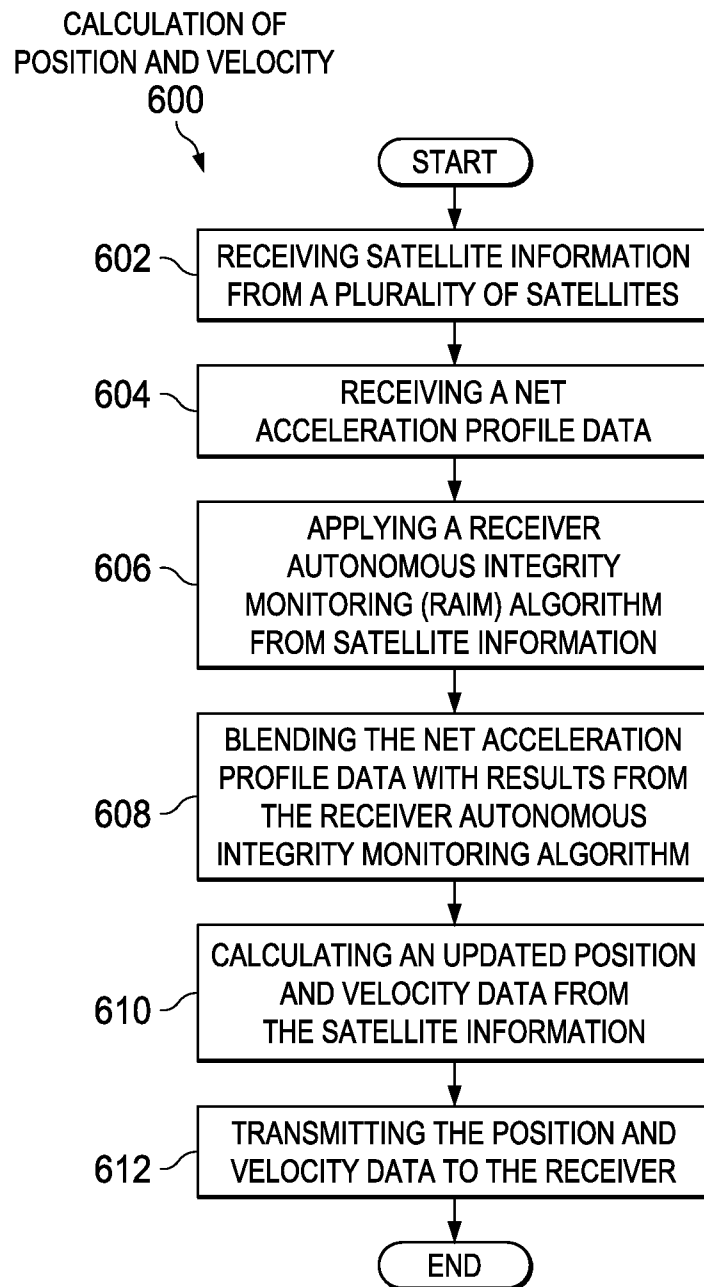 CALCULATION OF
POSITION AND VELOCITY
600
START
602
RECEIVING SATELLITE INFORMATION
FROM A PLURALITY OF SATELLITES
604
RECEIVING A NET
ACCELERATION PROFILE DATA
606
APPLYING A RECEIVER
AUTONOMOUS INTEGRITY
MONITORING (RAIM) ALGORITHM
FROM SATELLITE INFORMATION
608
BLENDING THE NET ACCELERATION
PROFILE DATA WITH RESULTS FROM
THE RECEIVER AUTONOMOUS
INTEGRITY MONITORING ALGORITHM
610
CALCULATING AN UPDATED POSITION
AND VELOCITY DATA FROM
THE SATELLITE INFORMATION
612
TRANSMITTING THE POSITION AND
VELOCITY DATA TO THE RECEIVER
END